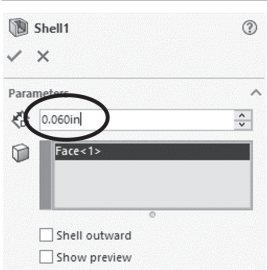 Shell1
Parameters
0.060in
Face<1>
Shell outward
Show preview